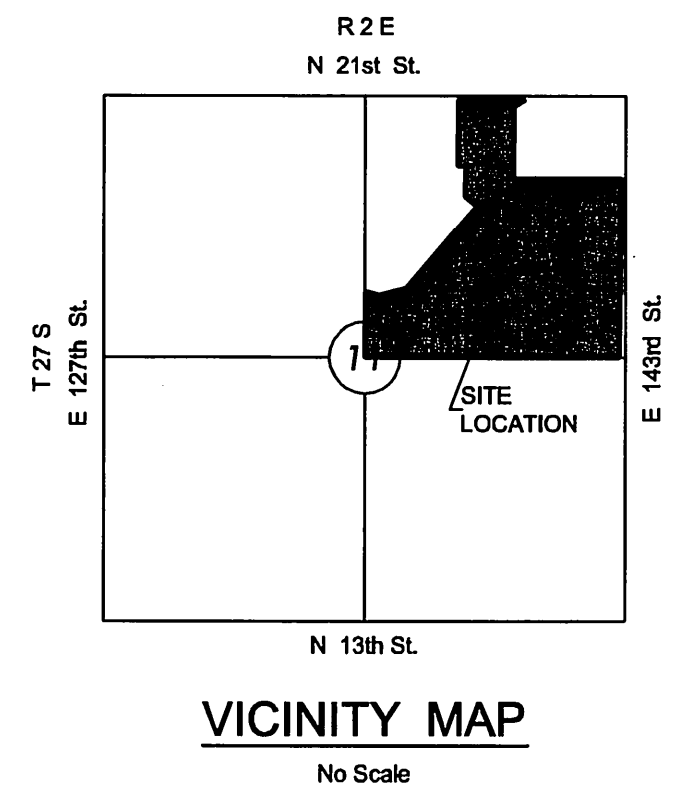 R 2 E
N 21st St.
T 27 S
E 127th St.
11
E 143rd St.
SITE
LOCATION
N 13th St.
VICINITY MAP
No Scale